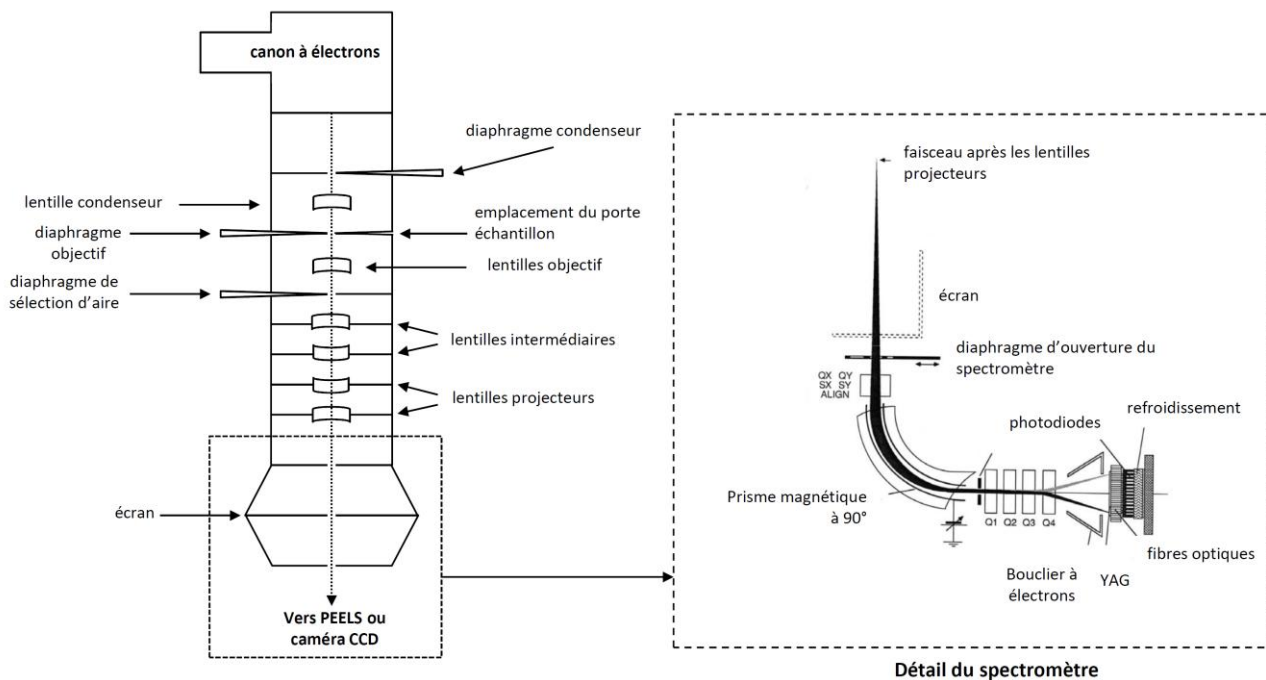 canon à électrons
diaphragme condenseur
lentille condenseur
diaphragme
objectif
emplacement du porte
échantillon
lentilles objectif
diaphragme de
sélection d’aire
lentilles intermédiaires
lentilles projecteurs
écran
Vers PEELS ou
caméra CCD
faisceau après les lentilles
projecteurs
écran
diaphragme d’ouverture du
spectromètre
QX QY
SX SY
ALIGN
refroidissement
photodiodes
Prisme magnétique
à 90°
Q1 Q2 Q3 Q4
fibres optiques
Bouclier à
électrons
YAG
Détail du spectromètre